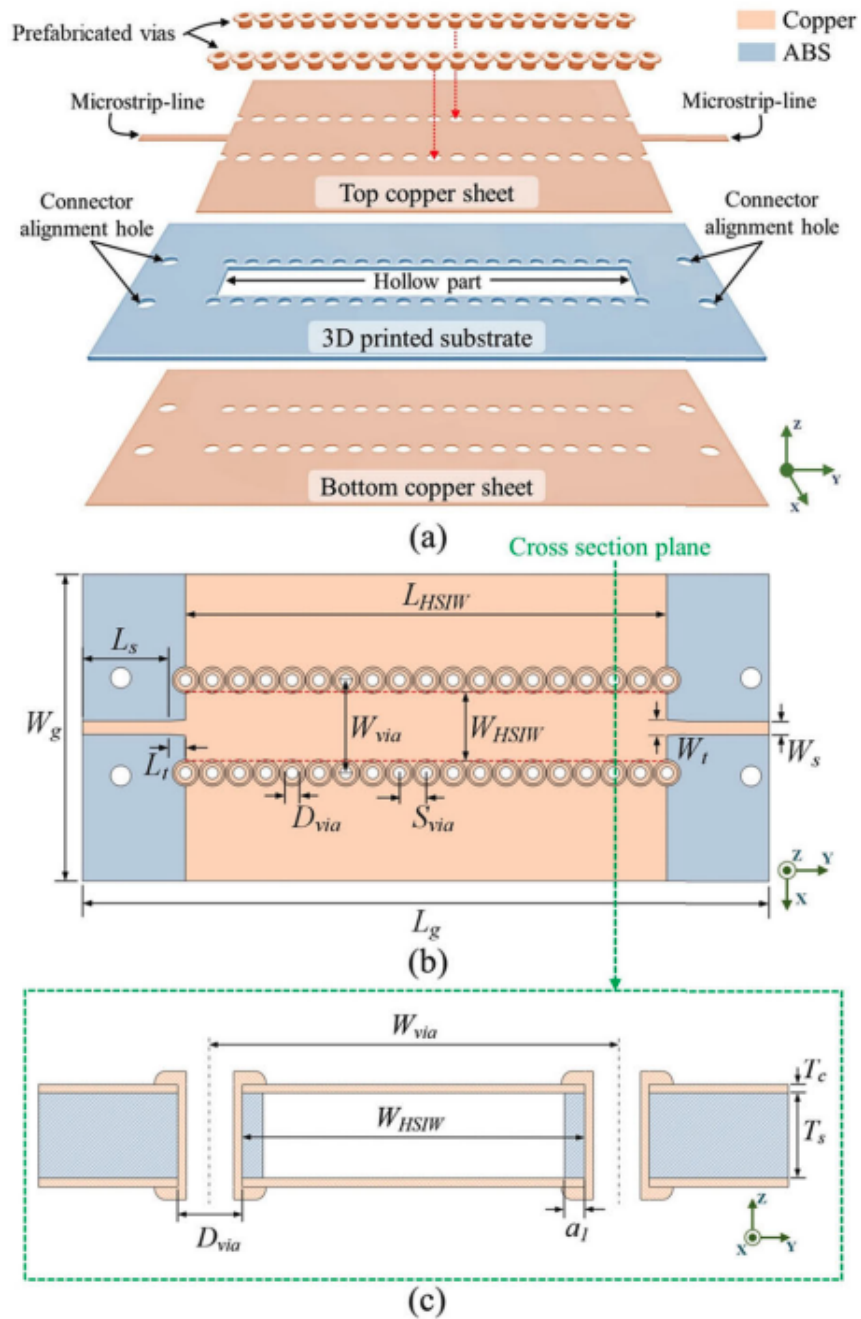 Prefabricated vias
Copper
ABS
Microstrip-line
Microstrip-line
Top copper sheet
Connector
alignment hole
Connector
alignment hole
Hollow part
3D printed substrate
Bottom copper sheet
Z
Y
X
(a)
Cross section plane
L_HSIW
L_s
W_g
W_via
W_HSIW
W_t
W_s
L_t
D_via
S_via
Z
Y
X
L_g
(b)
W_via
T_c
W_HSIW
T_s
D_via
a_1
Z
X
Y
(c)